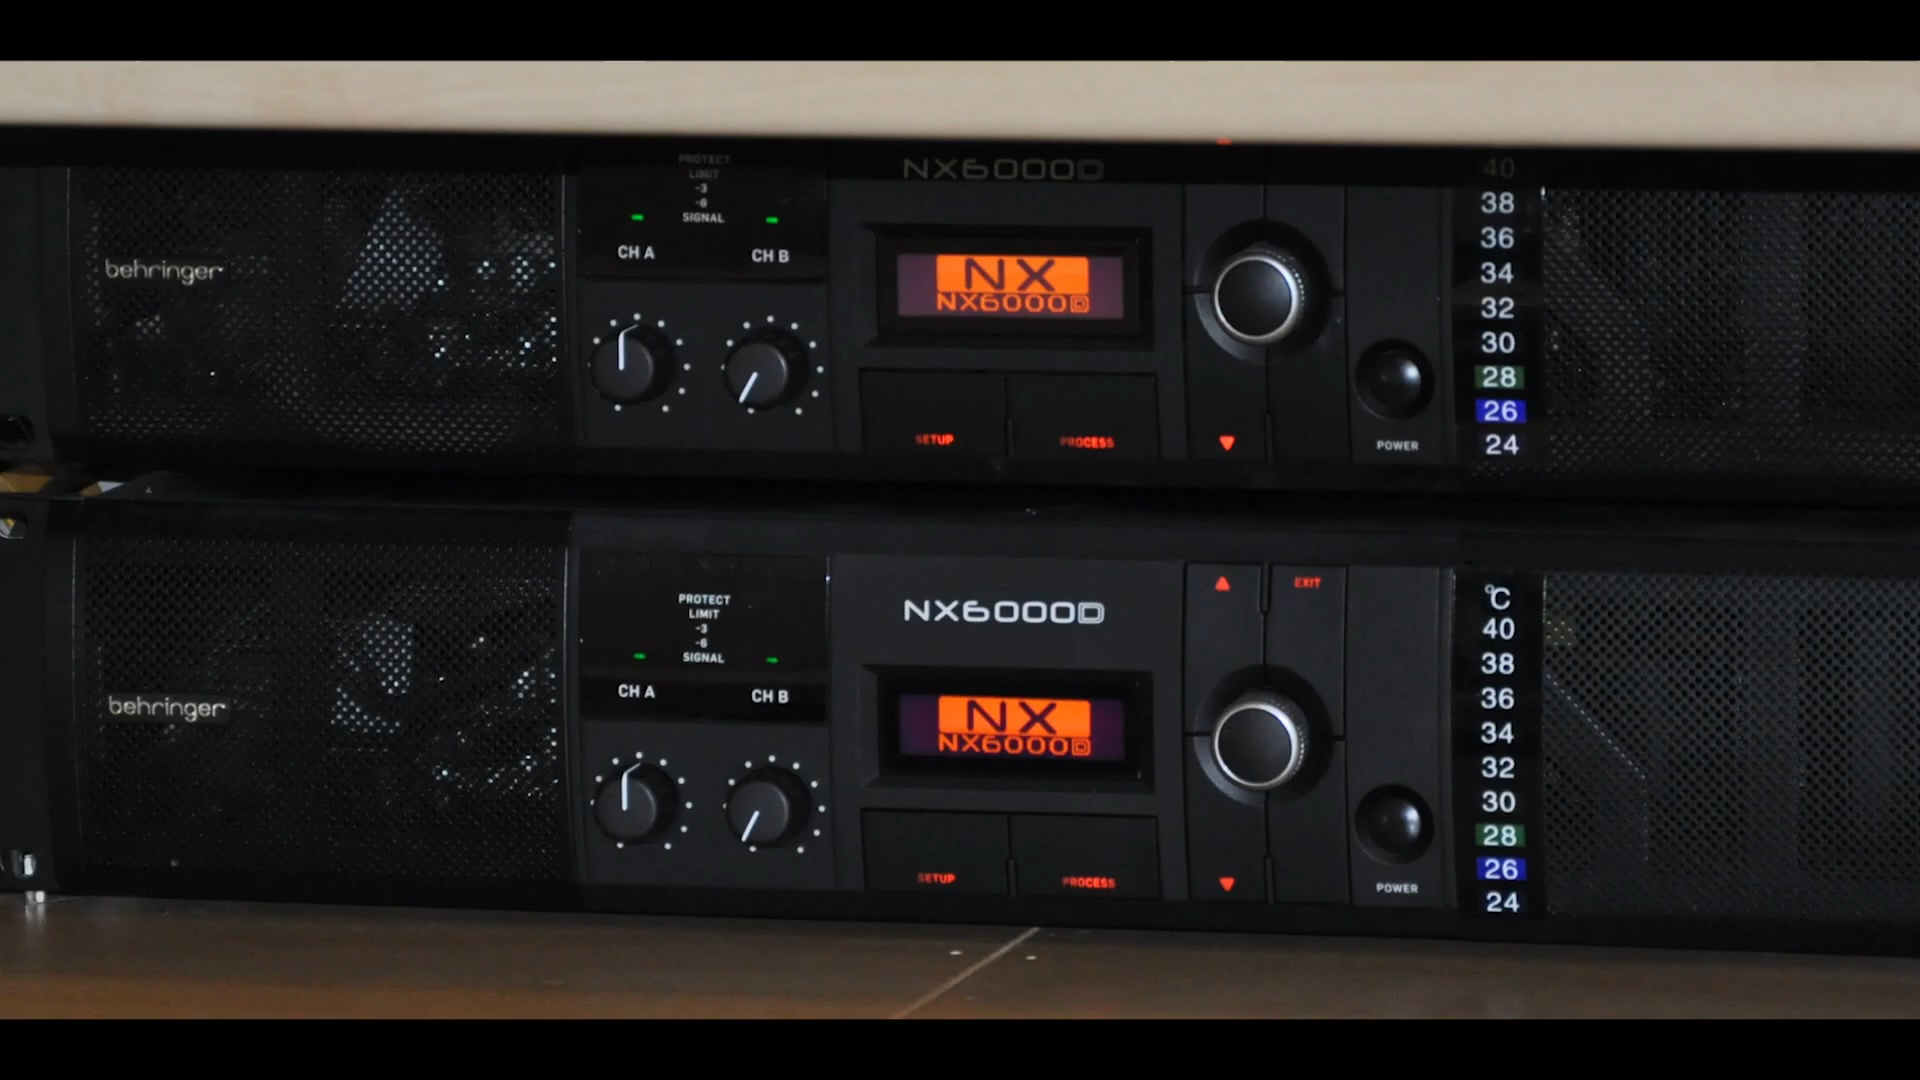 PROTECT
LIMIT
-3
-6
SIGNAL
CH A
CH B
behringer
NX6000D
NX
NX6000D
SETUP
PROCESS
POWER
40
38
36
34
32
30
28
26
24
PROTECT
LIMIT
-3
-6
SIGNAL
CH A
CH B
behringer
NX6000D
NX
NX6000D
SETUP
PROCESS
EXIT
POWER
°C
40
38
36
34
32
30
28
26
24